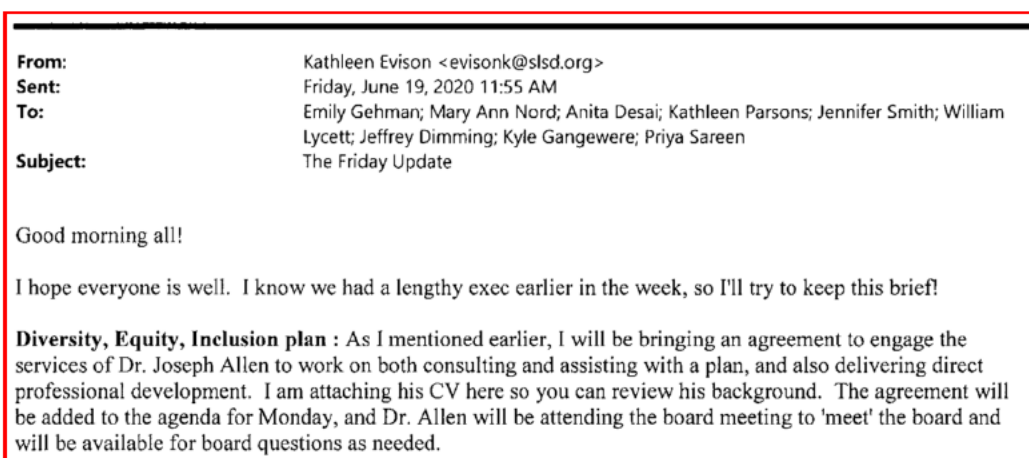 From: Kathleen Evison <evisonk@slsd.org>
Sent: Friday, June 19, 2020 11:55 AM
To: Emily Gehman; Mary Ann Nord; Anita Desai; Kathleen Parsons; Jennifer Smith; William
Lycett; Jeffrey Dimming; Kyle Gangewere; Priya Sareen
Subject: The Friday Update
Good morning all!
I hope everyone is well. I know we had a lengthy exec earlier in the week, so I'll try to keep this brief!
Diversity, Equity, Inclusion plan : As I mentioned earlier, I will be bringing an agreement to engage the
services of Dr. Joseph Allen to work on both consulting and assisting with a plan, and also delivering direct
professional development. I am attaching his CV here so you can review his background. The agreement will
be added to the agenda for Monday, and Dr. Allen will be attending the board meeting to 'meet' the board and
will be available for board questions as needed.